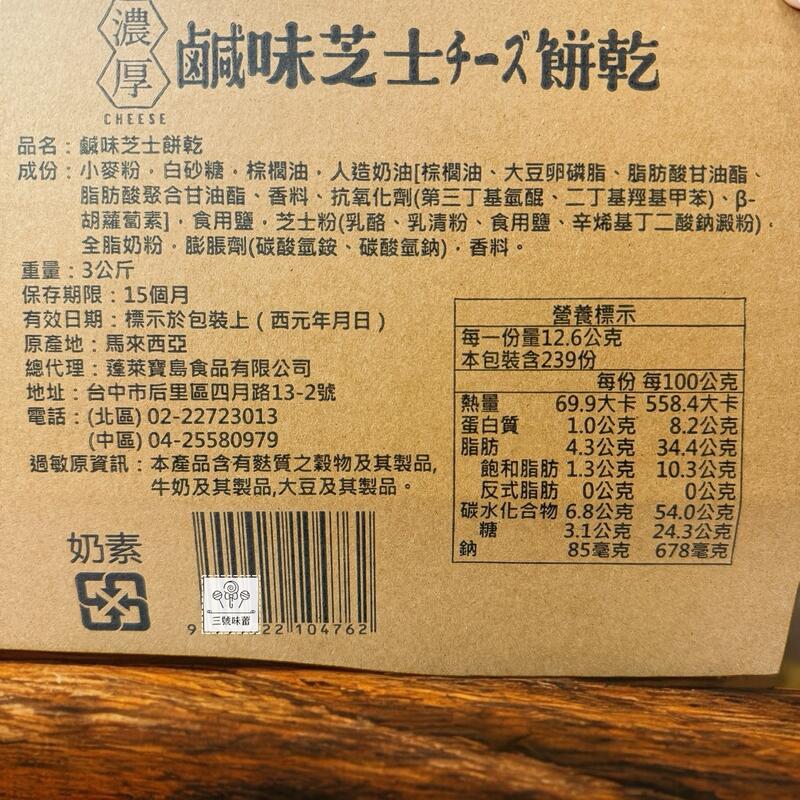 濃厚
CHEESE
鹹味芝士チーズ餅乾
品名：鹹味芝士餅乾
成份：小麥粉．白砂糖．棕櫚油．人造奶油[棕櫚油、大豆卵磷脂、脂肪酸甘油酯、
脂肪酸聚合甘油酯、香料、抗氧化劑(第三丁基氫醌、二丁基羥基甲苯)、β-
胡蘿蔔素]．食用鹽．芝士粉(乳酪、乳清粉、食用鹽、辛烯基丁二酸鈉澱粉)．
全脂奶粉．膨脹劑(碳酸氫銨、碳酸氫鈉)．香料。
重量：3公斤
保存期限：15個月
有效日期：標示於包裝上（西元年月日）
原產地：馬來西亞
總代理：蓬萊寶島食品有限公司
地址：台中市后里區四月路13-2號
電話：(北區) 02-22723013
(中區) 04-25580979
過敏原資訊：本產品含有麩質之穀物及其製品,
牛奶及其製品,大豆及其製品。
營養標示
每一份量12.6公克
本包裝含239份
每份 每100公克
熱量 69.9大卡 558.4大卡
蛋白質 1.0公克 8.2公克
脂肪 4.3公克 34.4公克
飽和脂肪 1.3公克 10.3公克
反式脂肪 0公克 0公克
碳水化合物 6.8公克 54.0公克
糖 3.1公克 24.3公克
鈉 85毫克 678毫克
奶素
三號味蕾
22 104762